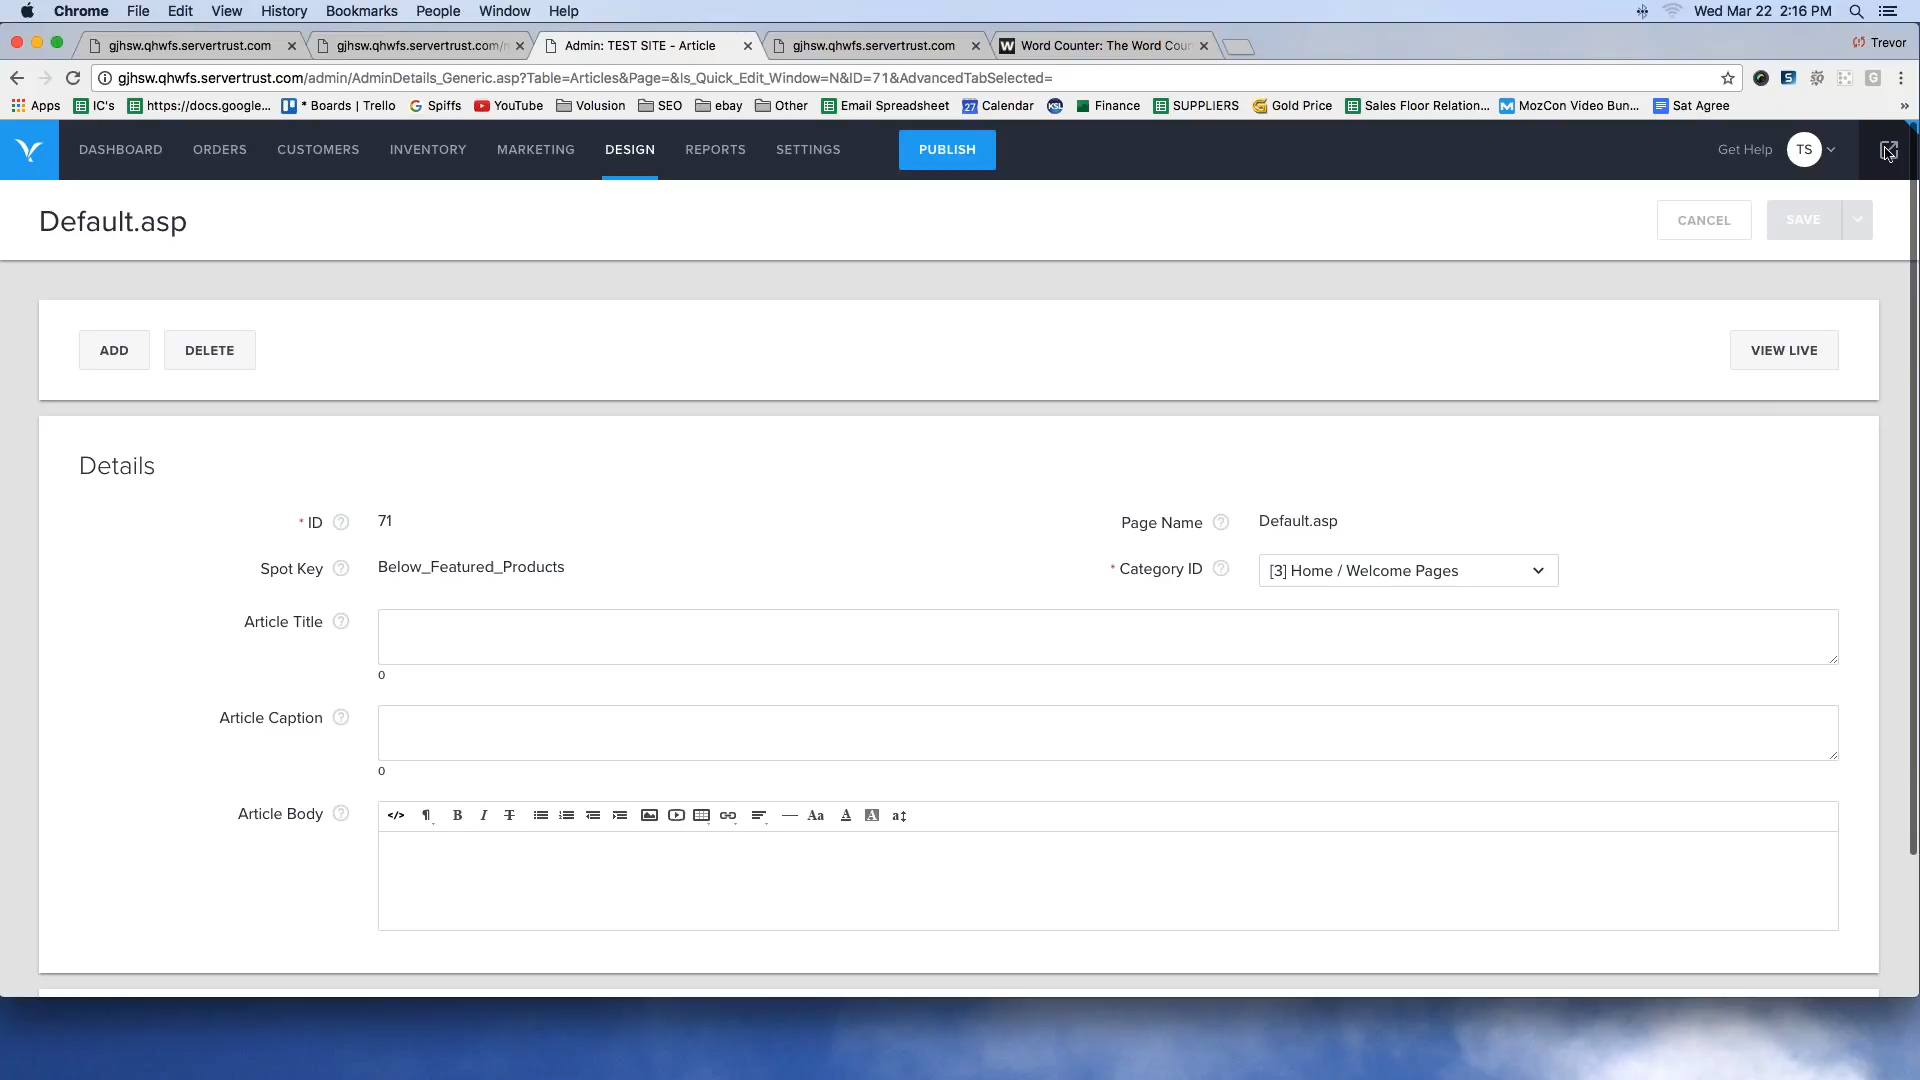 Chrome File Edit View History Bookmarks People Window Help Wed Mar 22 2:16 PM
gjhsw.qhwfs.servertrust.com gjhsw.qhwfs.servertrust.com/n Admin: TEST SITE - Article gjhsw.qhwfs.servertrust.com W Word Counter: The Word Cou Trevor
gjhsw.qhwfs.servertrust.com/admin/AdminDetails_Generic.asp?Table=Articles&Page=&Is_Quick_Edit_Window=N&ID=71&AdvancedTabSelected=
Apps IC's https://docs.google... * Boards | Trello Spiffs YouTube Volusion SEO ebay Other Email Spreadsheet 27 Calendar KSL Finance SUPPLIERS Gold Price Sales Floor Relation... MozCon Video Bun... Sat Agree »
DASHBOARD ORDERS CUSTOMERS INVENTORY MARKETING DESIGN REPORTS SETTINGS PUBLISH Get Help TS
Default.asp CANCEL SAVE
ADD DELETE VIEW LIVE
Details
* ID ? 71 Page Name ? Default.asp
Spot Key ? Below_Featured_Products * Category ID ? [3] Home / Welcome Pages
Article Title ?
0
Article Caption ?
0
Article Body ? </> ¶ B I T Aa A A a